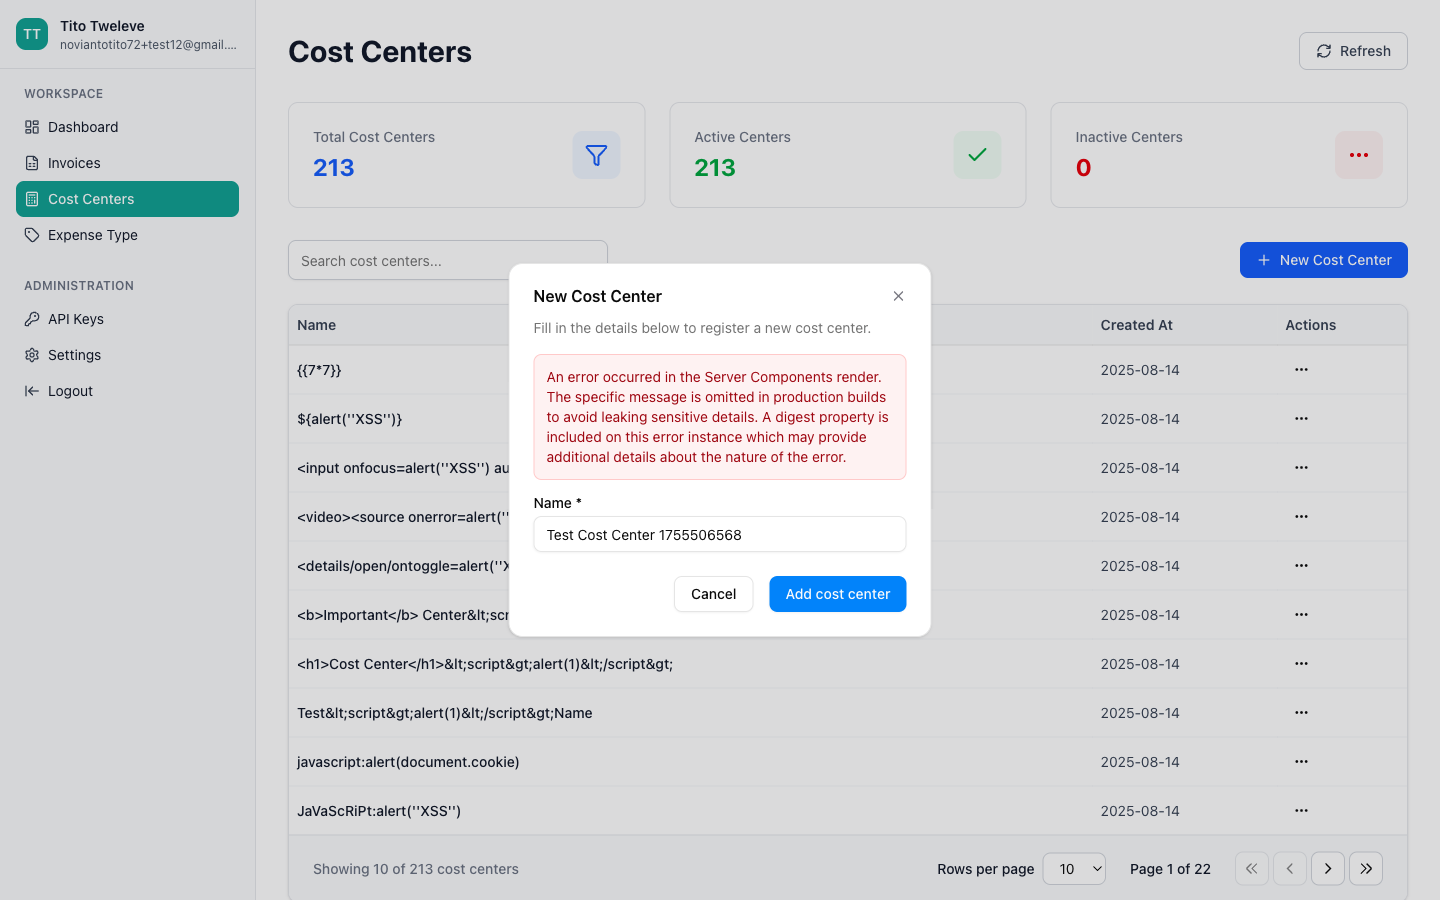 TT
Tito Tweleve
noviantotito72+test12@gmail....
WORKSPACE
Dashboard
Invoices
Cost Centers
Expense Type
ADMINISTRATION
API Keys
Settings
Logout
Cost Centers
Refresh
Total Cost Centers
213
Active Centers
213
Inactive Centers
0
Search cost centers...
New Cost Center
Name
Created At
Actions
{{7*7}}
2025-08-14
${alert(''XSS'')}
2025-08-14
<input onfocus=alert(''XSS'') au
2025-08-14
<video><source onerror=alert(''
2025-08-14
<details/open/ontoggle=alert(''X
2025-08-14
<b>Important</b> Center&lt;scr
2025-08-14
<h1>Cost Center</h1>&lt;script&gt;alert(1)&lt;/script&gt;
2025-08-14
Test&lt;script&gt;alert(1)&lt;/script&gt;Name
2025-08-14
javascript:alert(document.cookie)
2025-08-14
JaVaScRiPt:alert(''XSS'')
2025-08-14
Showing 10 of 213 cost centers
Rows per page
10
Page 1 of 22
New Cost Center
Fill in the details below to register a new cost center.
An error occurred in the Server Components render.
The specific message is omitted in production builds
to avoid leaking sensitive details. A digest property is
included on this error instance which may provide
additional details about the nature of the error.
Name *
Test Cost Center 1755506568
Cancel
Add cost center